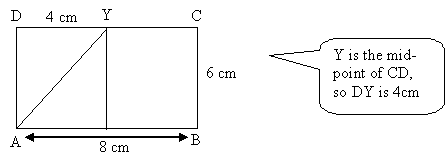 D 4 cm Y C
6 cm
A 8 cm B
Y is the mid-
point of CD,
so DY is 4cm